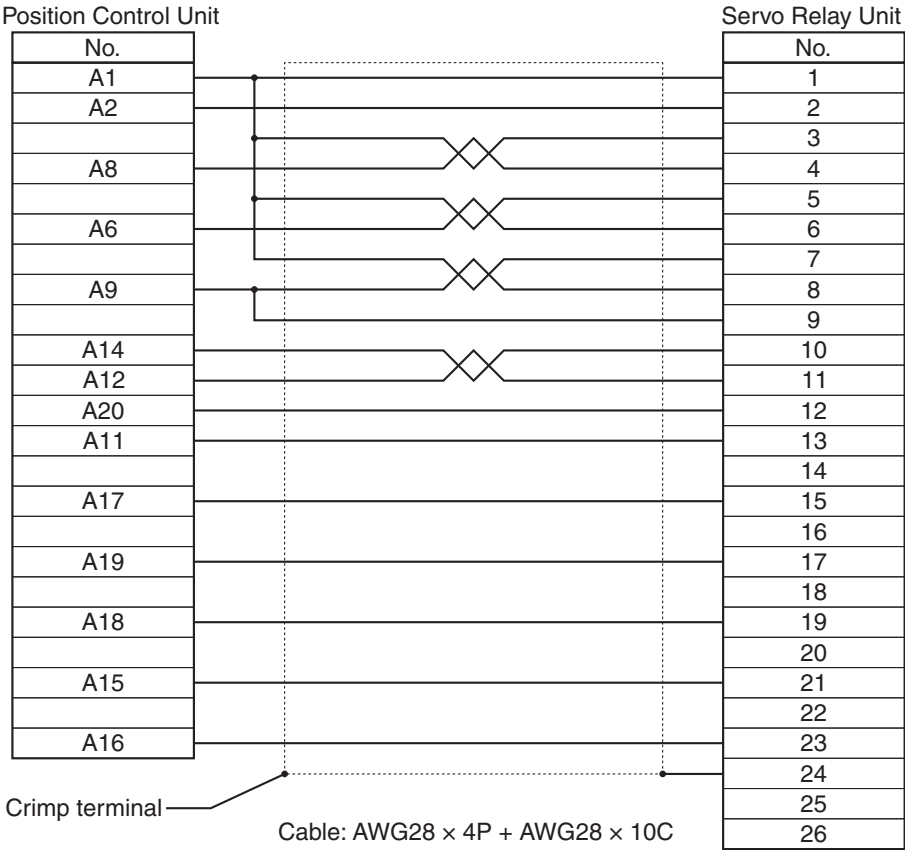 Position Control Unit Servo Relay Unit
No. No.
A1 1
A2 2
3
A8 4
5
A6 6
7
A9 8
9
A14 10
A12 11
A20 12
A11 13
14
A17 15
16
A19 17
18
A18 19
20
A15 21
22
A16 23
24
Crimp terminal 25
Cable: AWG28 × 4P + AWG28 × 10C 26